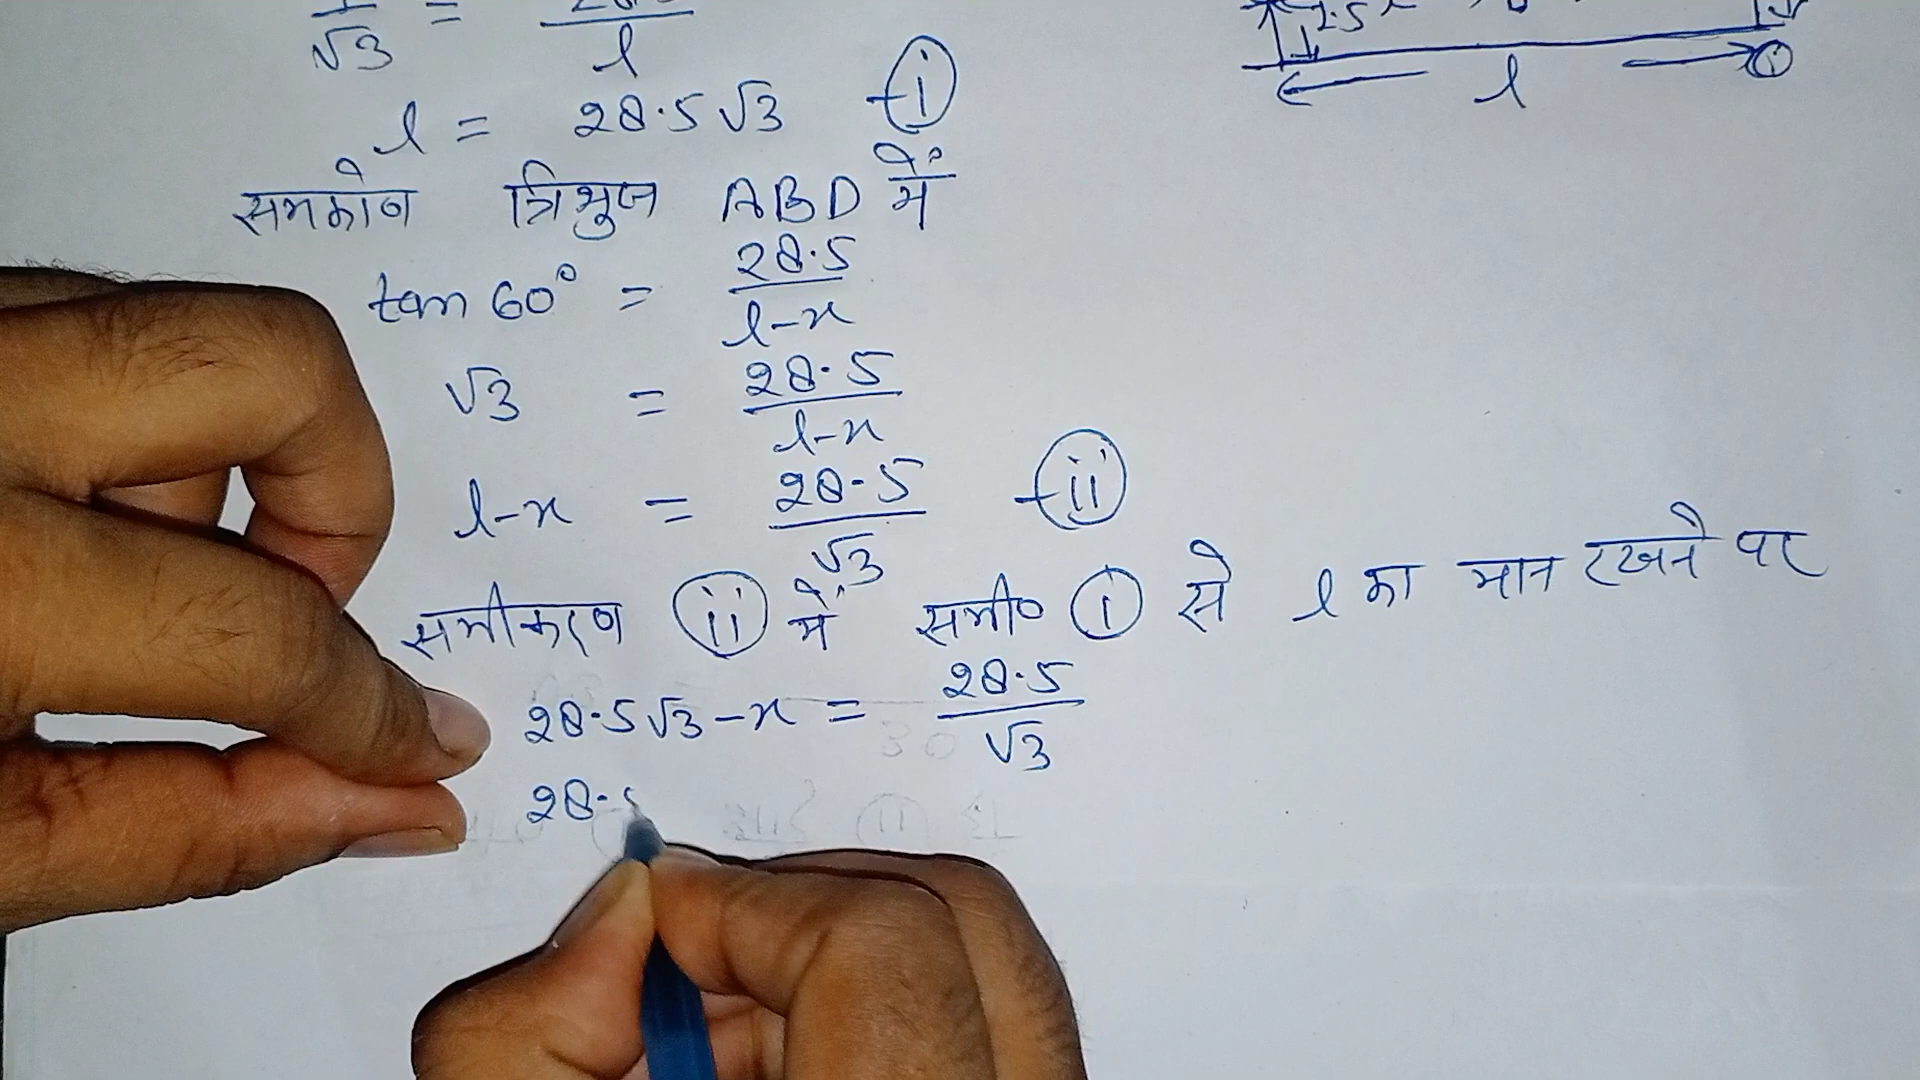 √3 = l
l = 28.5√3 -(i)
समकोण त्रिभुज ABD में
tan 60° = 28.5/l-x
√3 = 28.5/l-x
l-x = 28.5/√3 -(ii)
समीकरण (ii) में समी० (i) से l का मान रखने पर
28.5√3-x = 28.5/√3
28.5
1.5
l